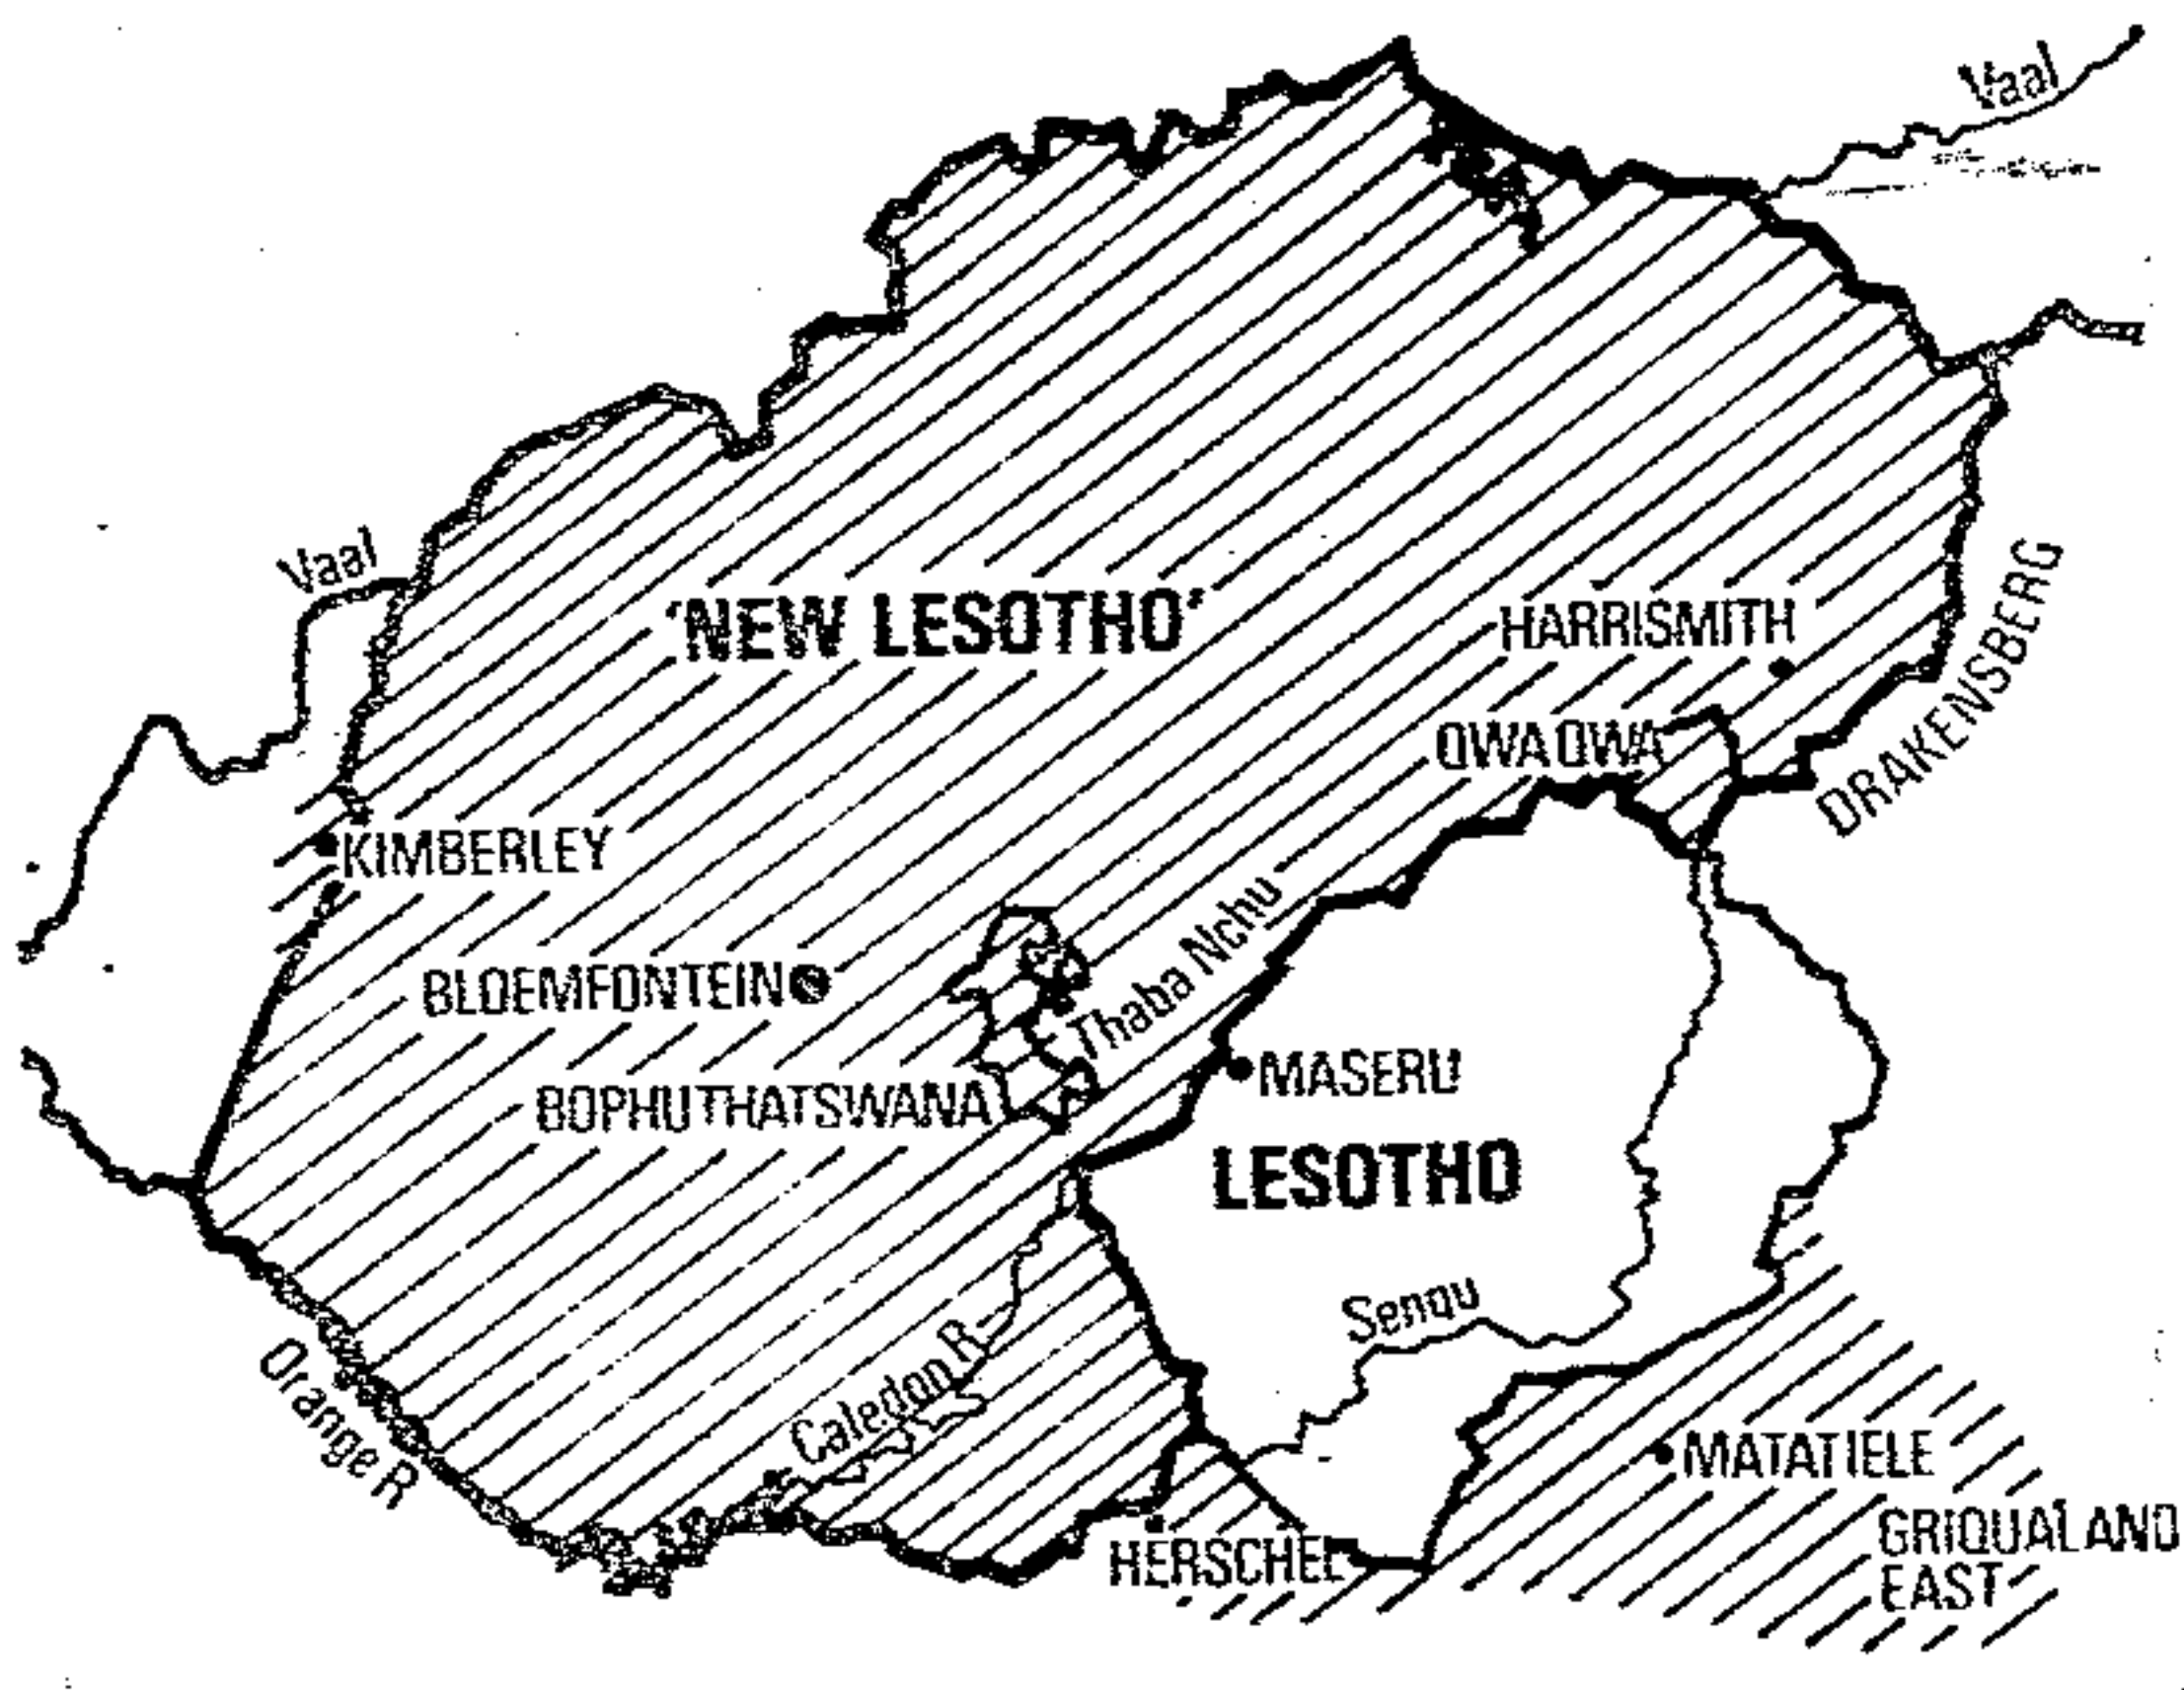 Vaal
Vaal
'NEW LESOTHO'
HARRISMITH
DRAKENSBERG
QWAQWA
KIMBERLEY
Thaba Nchu
BLOEMFONTEIN
MASERU
BOPHUTHATSWANA
LESOTHO
Senqu
Caledon R
Orange R
MATATIELE
HERSCHEL
GRIQUALAND
EAST